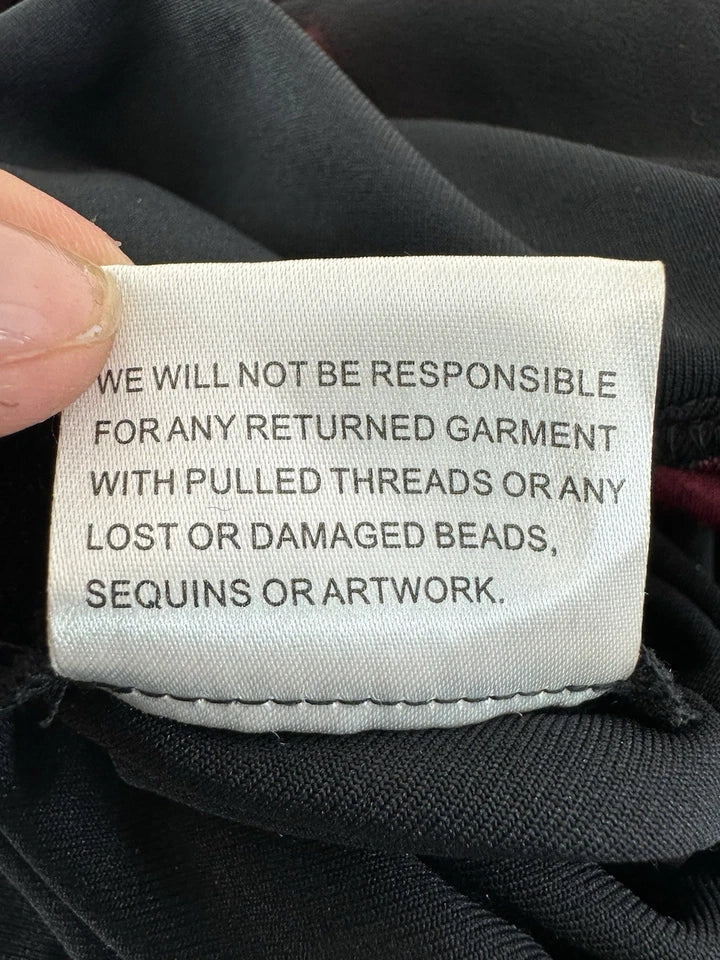 WE WILL NOT BE RESPONSIBLE
FOR ANY RETURNED GARMENT
WITH PULLED THREADS OR ANY
LOST OR DAMAGED BEADS,
SEQUINS OR ARTWORK.